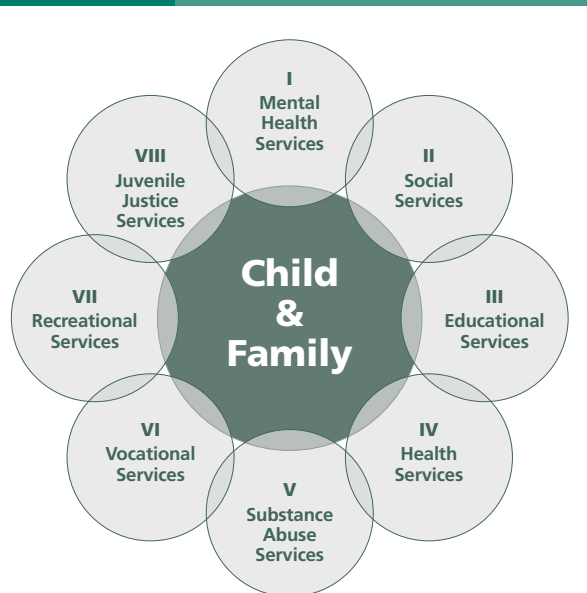 Child
&
Family
I
Mental
Health
Services
II
Social
Services
III
Educational
Services
IV
Health
Services
V
Substance
Abuse
Services
VI
Vocational
Services
VII
Recreational
Services
VIII
Juvenile
Justice
Services